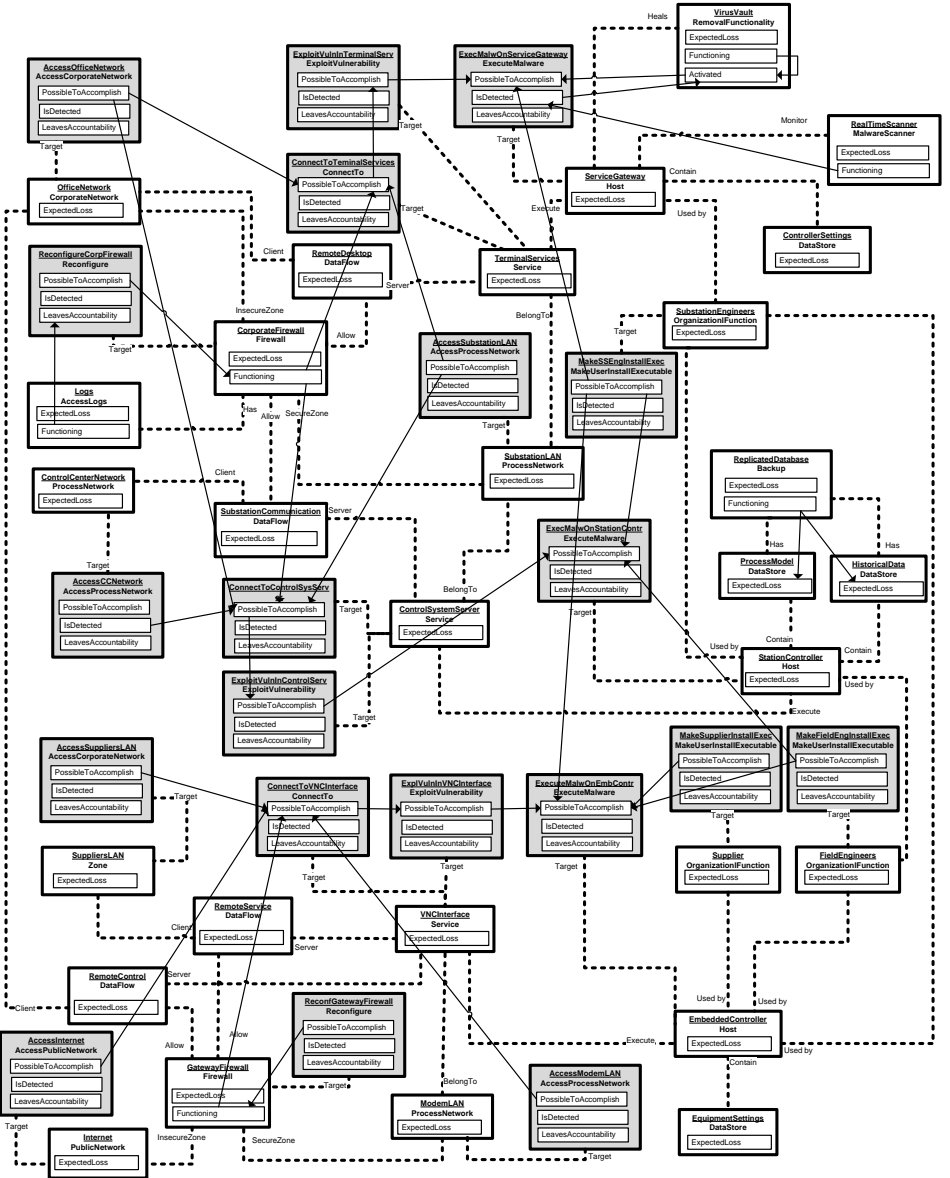 VirusVault
RemovalFunctionality
ExpectedLoss
Functioning
Activated
Heals
AccessOfficeNetwork
AccessCorporateNetwork
PossibleToAccomplish
IsDetected
LeavesAccountability
Target
ExploitVulnInTerminalServ
ExploitVulnerability
PossibleToAccomplish
IsDetected
LeavesAccountability
Target
ExecMalwOnServiceGateway
ExecuteMalware
PossibleToAccomplish
IsDetected
LeavesAccountability
Target
Monitor
RealTimeScanner
MalwareScanner
ExpectedLoss
Functioning
ConnectToTeminalServices
ConnectTo
PossibleToAccomplish
IsDetected
LeavesAccountability
Target
OfficeNetwork
CorporateNetwork
ExpectedLoss
ServiceGateway
Host
ExpectedLoss
Contain
Execute
Used by
ControllerSettings
DataStore
ExpectedLoss
ReconfigureCorpFirewall
Reconfigure
PossibleToAccomplish
IsDetected
LeavesAccountability
Target
Client
RemoteDesktop
DataFlow
ExpectedLoss
Server
TerminalServices
Service
ExpectedLoss
BelongTo
InsecureZone
CorporateFirewall
Firewall
ExpectedLoss
Functioning
Allow
SubstationEngineers
OrganizationlFunction
ExpectedLoss
Target
AccessSubstationLAN
AccessProcessNetwork
PossibleToAccomplish
IsDetected
LeavesAccountability
Target
MakeSSEngInstallExec
MakeUserInstallExecutable
PossibleToAccomplish
IsDetected
LeavesAccountability
Logs
AccessLogs
ExpectedLoss
Functioning
Has
Allow
SecureZone
SubstationLAN
ProcessNetwork
ExpectedLoss
ReplicatedDatabase
Backup
ExpectedLoss
Functioning
Has
Has
ControlCenterNetwork
ProcessNetwork
ExpectedLoss
Client
Target
SubstationCommunication
DataFlow
ExpectedLoss
Server
ExecMalwOnStationContr
ExecuteMalware
PossibleToAccomplish
IsDetected
LeavesAccountability
Target
ProcessModel
DataStore
ExpectedLoss
HistoricalData
DataStore
ExpectedLoss
AccessCCNetwork
AccessProcessNetwork
PossibleToAccomplish
IsDetected
LeavesAccountability
ConnectToControlSysServ
PossibleToAccomplish
IsDetected
LeavesAccountability
Target
BelongTo
ControlSystemServer
Service
ExpectedLoss
Used by
Contain
Contain
StationController
Host
ExpectedLoss
Used by
Execute
ExploitVulnInControlServ
ExploitVulnerability
PossibleToAccomplish
IsDetected
LeavesAccountability
Target
AccessSuppliersLAN
AccessCorporateNetwork
PossibleToAccomplish
IsDetected
LeavesAccountability
Target
MakeSupplierInstallExec
MakeUserInstallExecutable
PossibleToAccomplish
IsDetected
LeavesAccountability
Target
MakeFieldEngInstallExec
MakeUserInstallExecutable
PossibleToAccomplish
IsDetected
LeavesAccountability
Target
ConnectToVNCInterface
ConnectTo
PossibleToAccomplish
IsDetected
LeavesAccountability
Target
ExplVulnInVNCInterface
ExploitVulnerability
PossibleToAccomplish
IsDetected
LeavesAccountability
Target
ExecuteMalwOnEmbContr
ExecuteMalware
PossibleToAccomplish
IsDetected
LeavesAccountability
Target
SuppliersLAN
Zone
ExpectedLoss
Supplier
OrganizationlFunction
ExpectedLoss
FieldEngineers
OrganizationlFunction
ExpectedLoss
Client
RemoteService
DataFlow
ExpectedLoss
Server
VNCInterface
Service
ExpectedLoss
RemoteControl
DataFlow
ExpectedLoss
Server
Client
Allow
Allow
ReconfGatewayFirewall
Reconfigure
PossibleToAccomplish
IsDetected
LeavesAccountability
Target
Used by
Used by
EmbeddedController
Host
ExpectedLoss
Used by
Execute
Contain
AccessInternet
AccessPublicNetwork
PossibleToAccomplish
IsDetected
LeavesAccountability
Target
GatewayFirewall
Firewall
ExpectedLoss
Functioning
InsecureZone
SecureZone
BelongTo
ModemLAN
ProcessNetwork
ExpectedLoss
AccessModemLAN
AccessProcessNetwork
PossibleToAccomplish
IsDetected
LeavesAccountability
Target
EquipmentSettings
DataStore
ExpectedLoss
Internet
PublicNetwork
ExpectedLoss